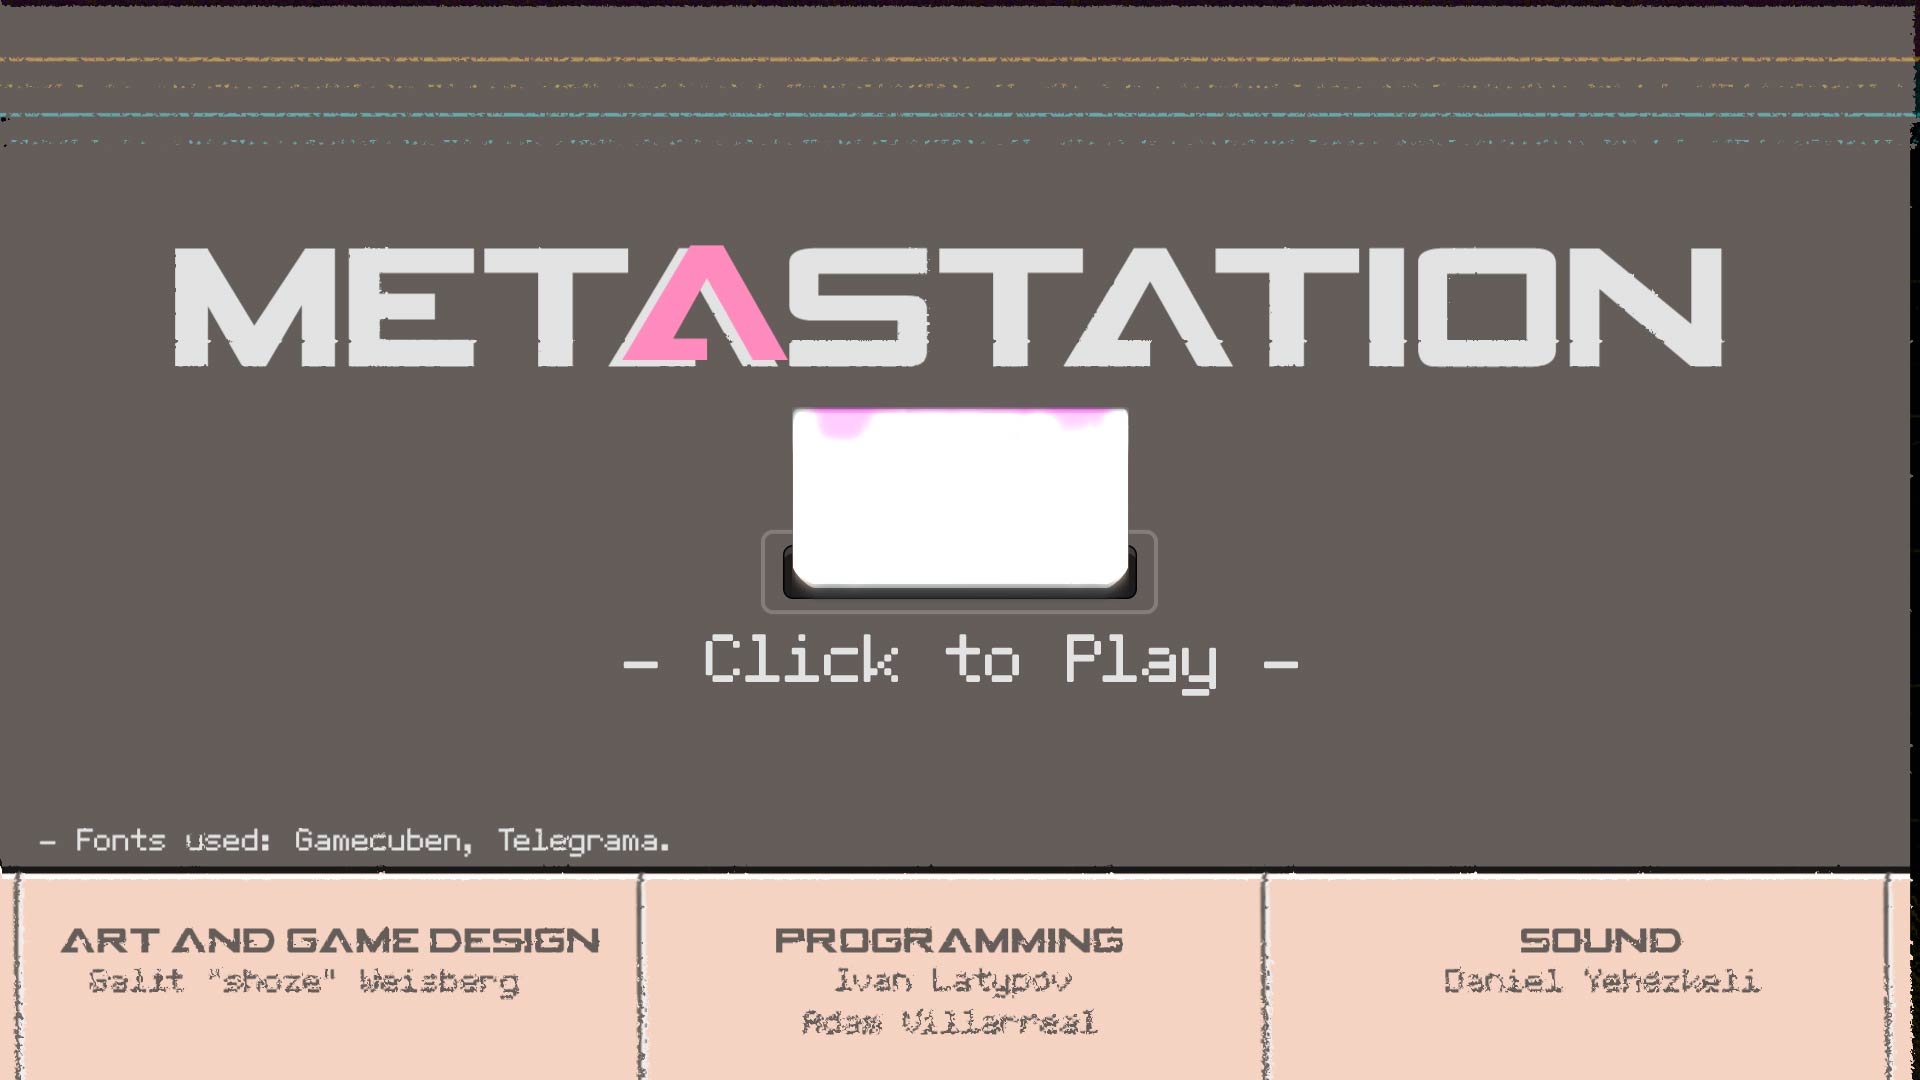 METASTATION
- Click to Play -
- Fonts used: Gamecuben, Telegrama.
ART AND GAME DESIGN
Galit "shoze" Weisberg
PROGRAMMING
Ivan Latypov
Adam Villarreal
SOUND
Daniel Yehezkeli